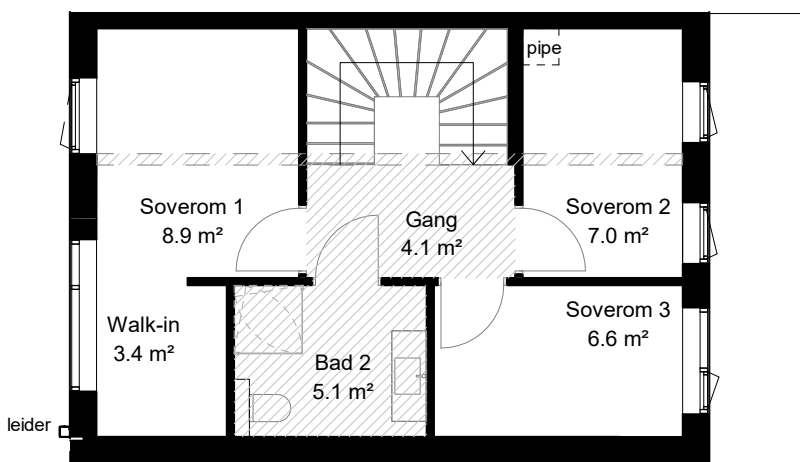 pipe
Soverom 1
8.9 m²
Gang
4.1 m²
Soverom 2
7.0 m²
Walk-in
3.4 m²
Bad 2
5.1 m²
Soverom 3
6.6 m²
leider